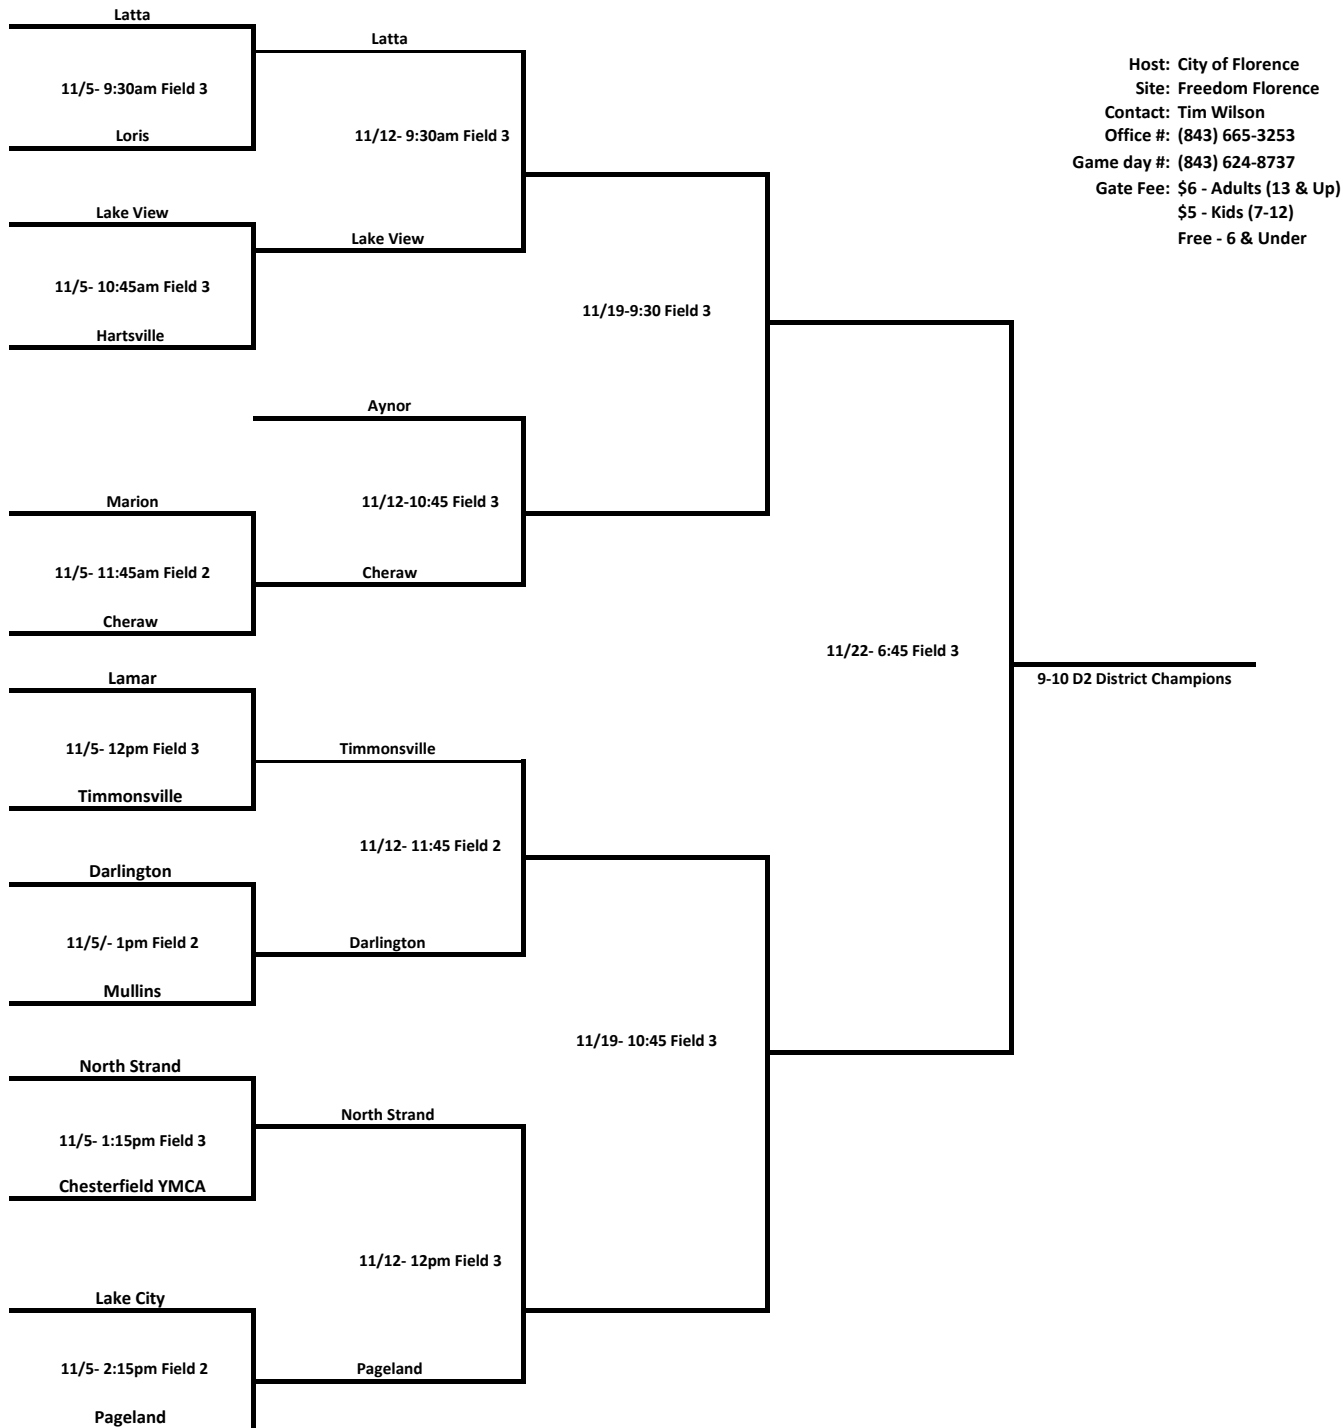 Latta
Latta
Host: City of Florence
Site: Freedom Florence
11/5- 9:30am Field 3
Contact: Tim Wilson
Loris
11/12- 9:30am Field 3
Office #: (843) 665-3253
Game day #: (843) 624-8737
Gate Fee: $6 - Adults (13 & Up)
Lake View
$5 - Kids (7-12)
Lake View
Free - 6 & Under
11/5- 10:45am Field 3
11/19-9:30 Field 3
Hartsville
Aynor
Marion
11/12-10:45 Field 3
11/5- 11:45am Field 2
Cheraw
Cheraw
11/22- 6:45 Field 3
Lamar
9-10 D2 District Champions
11/5- 12pm Field 3
Timmonsville
Timmonsville
11/12- 11:45 Field 2
Darlington
11/5/- 1pm Field 2
Darlington
Mullins
11/19- 10:45 Field 3
North Strand
North Strand
11/5- 1:15pm Field 3
Chesterfield YMCA
11/12- 12pm Field 3
Lake City
11/5- 2:15pm Field 2
Pageland
Pageland